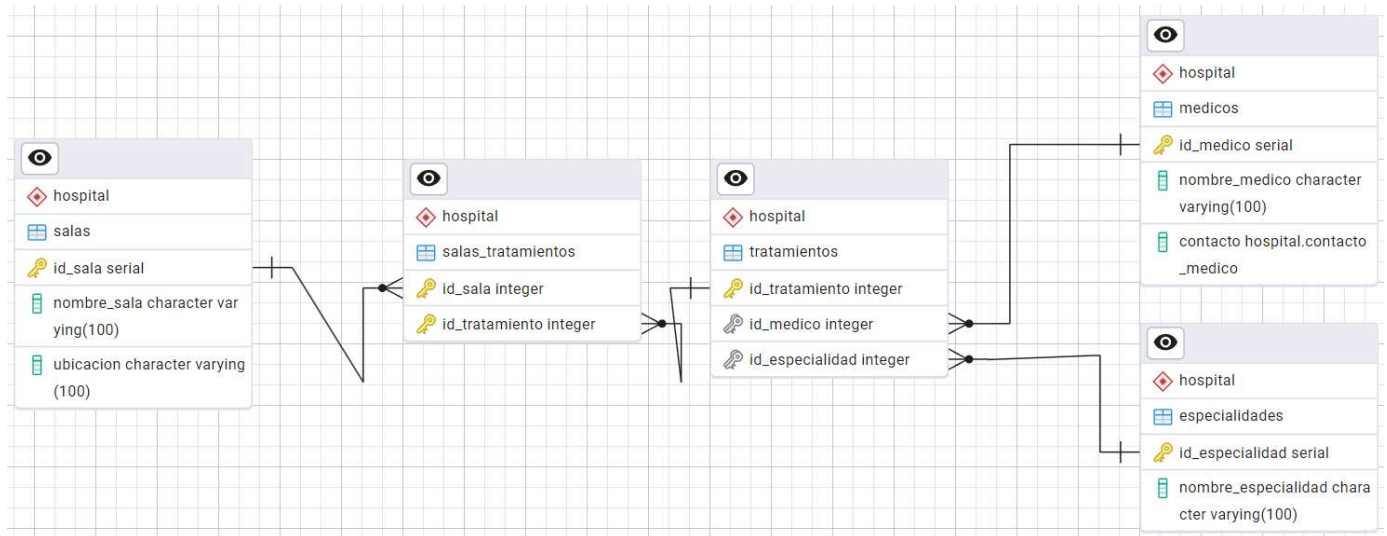 hospital
salas
id_sala serial
nombre_sala character var
ying(100)
ubicacion character varying
(100)
hospital
salas_tratamientos
id_sala integer
id_tratamiento integer
hospital
tratamientos
id_tratamiento integer
id_medico integer
id_especialidad integer
hospital
medicos
id_medico serial
nombre_medico character
varying(100)
contacto hospital.contacto
_medico
hospital
especialidades
id_especialidad serial
nombre_especialidad chara
cter varying(100)